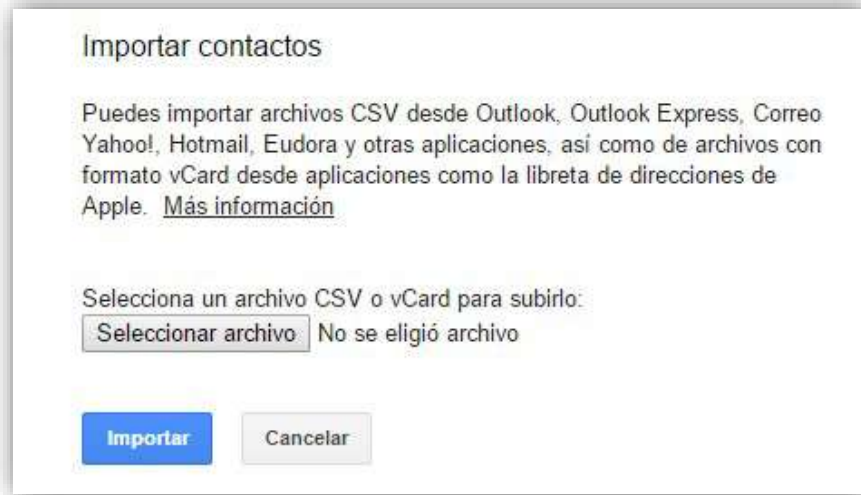 Importar contactos
Puedes importar archivos CSV desde Outlook, Outlook Express, Correo
Yahoo!, Hotmail, Eudora y otras aplicaciones, así como de archivos con
formato vCard desde aplicaciones como la libreta de direcciones de
Apple. Más información
Selecciona un archivo CSV o vCard para subirlo:
Seleccionar archivo No se eligió archivo
Importar Cancelar